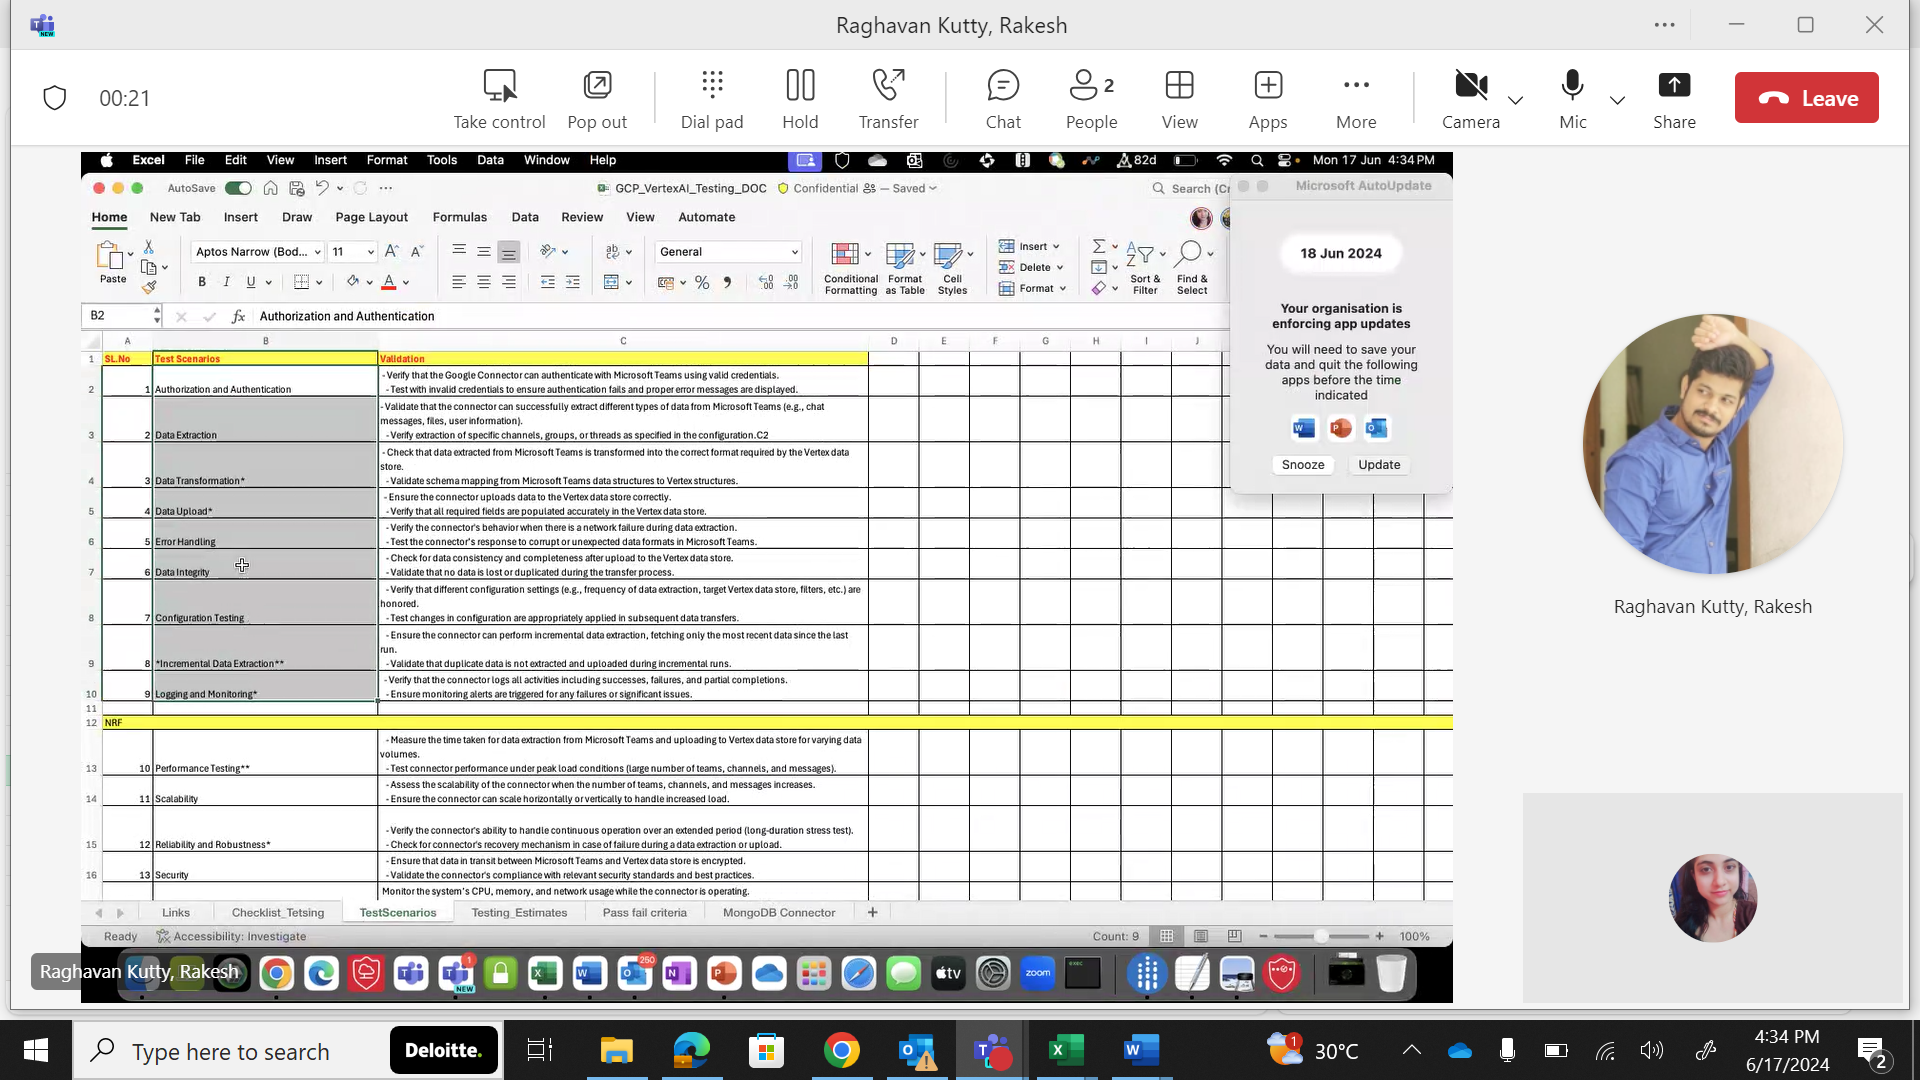 Raghavan Kutty, Rakesh
00:21
Take control
Pop out
Dial pad
Hold
Transfer
Chat
2
People
View
Apps
More
Camera
Mic
Share
Leave
Excel File Edit View Insert Format Tools Data Window Help
82d
Mon 17 Jun 4:34 PM
AutoSave
GCP_VertexAI_Testing_DOC
Confidential
— Saved
Search (Cr
Home New Tab Insert Draw Page Layout Formulas Data Review View Automate
Paste
Aptos Narrow (Bod...
11
General
Conditional
Formatting
Format
as Table
Cell
Styles
Insert
Delete
Format
Sort &
Filter
Find &
Select
B2
fx
Authorization and Authentication
A B C D E F G H I J
1 SL.No Test Scenarios Validation
- Verify that the Google Connector can authenticate with Microsoft Teams using valid credentials.
2 1 Authorization and Authentication - Test with invalid credentials to ensure authentication fails and proper error messages are displayed.
- Validate that the connector can successfully extract different types of data from Microsoft Teams (e.g., chat
messages, files, user information).
3 2 Data Extraction - Verify extraction of specific channels, groups, or threads as specified in the configuration.C2
- Check that data extracted from Microsoft Teams is transformed into the correct format required by the Vertex data
store.
4 3 Data Transformation* - Validate schema mapping from Microsoft Teams data structures to Vertex structures.
- Ensure the connector uploads data to the Vertex data store correctly.
5 4 Data Upload* - Verify that all required fields are populated accurately in the Vertex data store.
- Verify the connector's behavior when there is a network failure during data extraction.
6 5 Error Handling - Test the connector's response to corrupt or unexpected data formats in Microsoft Teams.
- Check for data consistency and completeness after upload to the Vertex data store.
7 6 Data Integrity - Validate that no data is lost or duplicated during the transfer process.
- Verify that different configuration settings (e.g., frequency of data extraction, target Vertex data store, filters, etc.) are
honored.
8 7 Configuration Testing - Test changes in configuration are appropriately applied in subsequent data transfers.
- Ensure the connector can perform incremental data extraction, fetching only the most recent data since the last
run.
9 8 *Incremental Data Extraction** - Validate that duplicate data is not extracted and uploaded during incremental runs.
- Verify that the connector logs all activities including successes, failures, and partial completions.
10 9 Logging and Monitoring* - Ensure monitoring alerts are triggered for any failures or significant issues.
11
12 NRF
- Measure the time taken for data extraction from Microsoft Teams and uploading to Vertex data store for varying data
volumes.
13 10 Performance Testing** - Test connector performance under peak load conditions (large number of teams, channels, and messages).
- Assess the scalability of the connector when the number of teams, channels, and messages increases.
14 11 Scalability - Ensure the connector can scale horizontally or vertically to handle increased load.
- Verify the connector's ability to handle continuous operation over an extended period (long-duration stress test).
15 12 Reliability and Robustness* - Check for connector's recovery mechanism in case of failure during a data extraction or upload.
- Ensure that data in transit between Microsoft Teams and Vertex data store is encrypted.
16 13 Security - Validate the connector's compliance with relevant security standards and best practices.
Monitor the system's CPU, memory, and network usage while the connector is operating.
Links Checklist_Tetsing TestScenarios Testing_Estimates Pass fail criteria MongoDB Connector
Ready Accessibility: Investigate
Count: 9
100%
Microsoft AutoUpdate
18 Jun 2024
Your organisation is
enforcing app updates
You will need to save your
data and quit the following
apps before the time
indicated
Snooze
Update
Raghavan Kutty, Rakesh
1
NEW
250
tv
zoom
Raghavan Kutty, Rakesh
Type here to search
Deloitte.
1
30°C
4:34 PM
6/17/2024
2